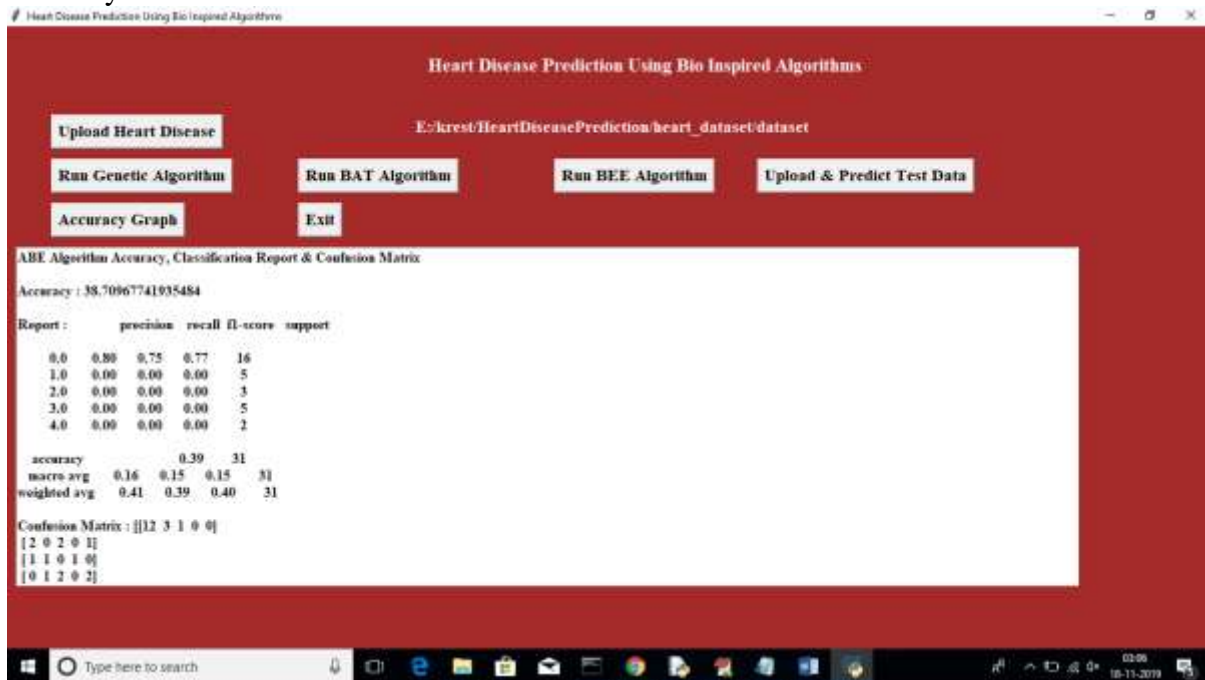 Heart Disease Prediction Using Bio Inspired Algorithms
Heart Disease Prediction Using Bio Inspired Algorithms
Upload Heart Disease
E:/krest/HeartDiseasePrediction/heart_dataset/dataset
Run Genetic Algorithm
Run BAT Algorithm
Run BEE Algorithm
Upload & Predict Test Data
Accuracy Graph
Exit
ABE Algorithm Accuracy, Classification Report & Confusion Matrix
Accuracy : 38.70967741935484
Report : precision recall f1-score support
0.0 0.80 0.75 0.77 16
1.0 0.00 0.00 0.00 5
2.0 0.00 0.00 0.00 3
3.0 0.00 0.00 0.00 5
4.0 0.00 0.00 0.00 2
accuracy 0.39 31
macro avg 0.16 0.15 0.15 31
weighted avg 0.41 0.39 0.40 31
Confusion Matrix : [[12 3 1 0 0]
[2 0 2 0 1]
[1 1 0 1 0]
[0 1 2 0 2]
Type here to search
03:06
18-11-2019